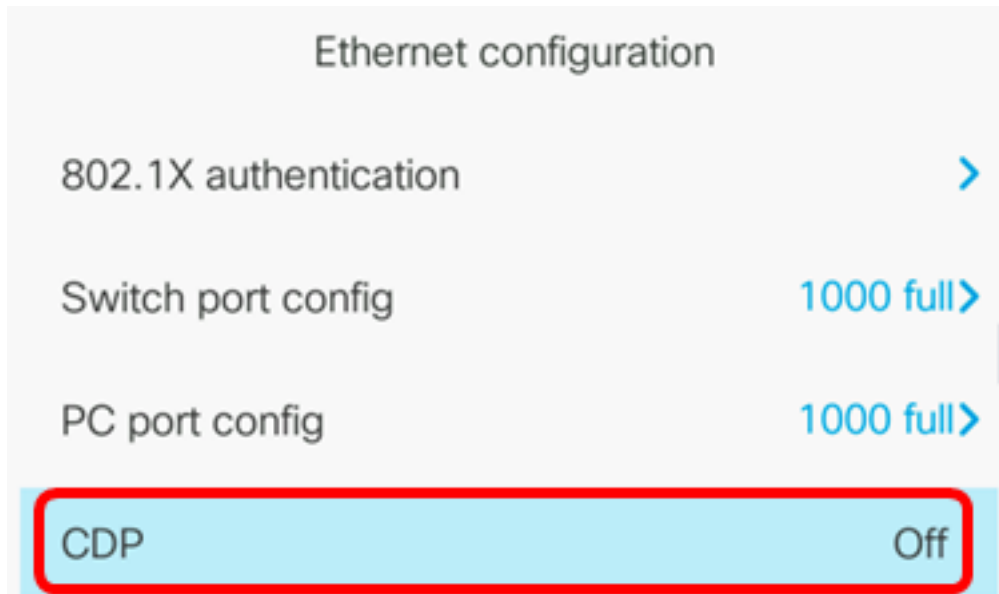 Ethernet configuration
802.1X authentication
Switch port config 1000 full
PC port config 1000 full
CDP Off